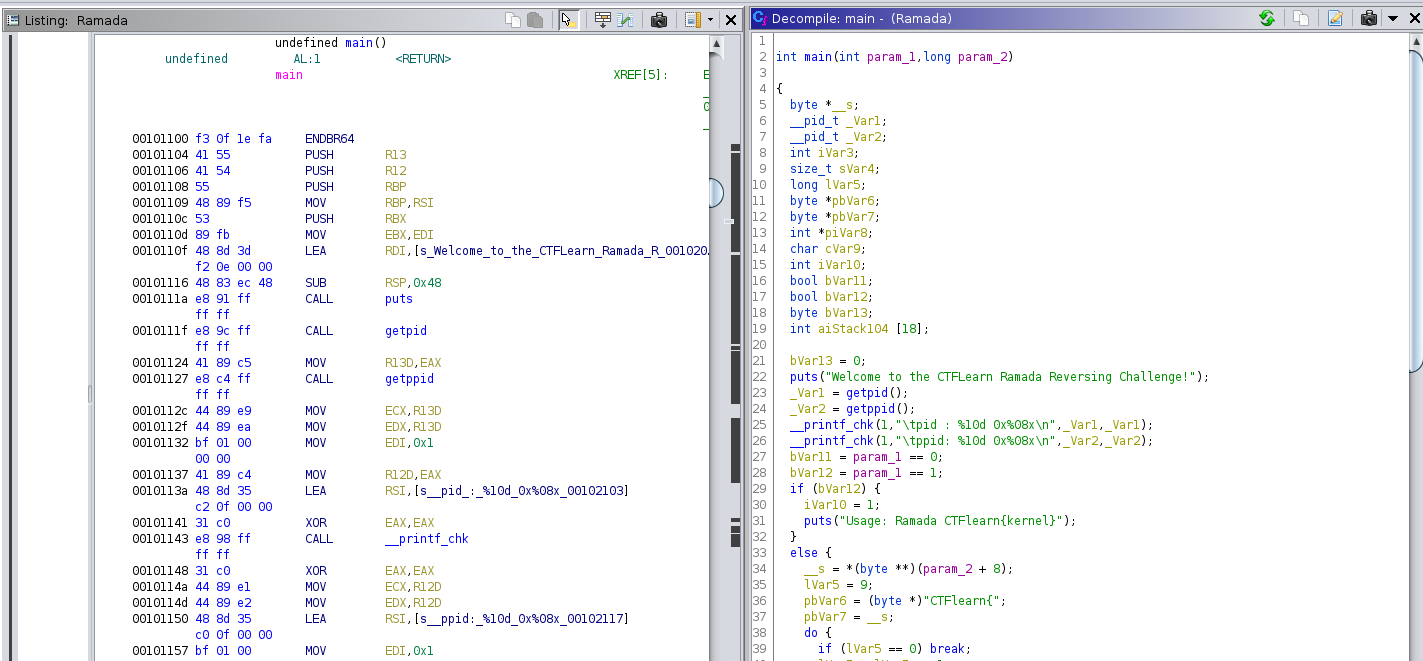 Listing: Ramada
undefined main()
undefined AL:1 <RETURN>
main XREF[5]: E
0
00101100 f3 0f 1e fa ENDBR64
00101104 41 55 PUSH R13
00101106 41 54 PUSH R12
00101108 55 PUSH RBP
00101109 48 89 f5 MOV RBP,RSI
0010110c 53 PUSH RBX
0010110d 89 fb MOV EBX,EDI
0010110f 48 8d 3d LEA RDI,[s_Welcome_to_the_CTFLearn_Ramada_R_001020
f2 0e 00 00
00101116 48 83 ec 48 SUB RSP,0x48
0010111a e8 91 ff CALL puts
ff ff
0010111f e8 9c ff CALL getpid
ff ff
00101124 41 89 c5 MOV R13D,EAX
00101127 e8 c4 ff CALL getppid
ff ff
0010112c 44 89 e9 MOV ECX,R13D
0010112f 44 89 ea MOV EDX,R13D
00101132 bf 01 00 MOV EDI,0x1
00 00
00101137 41 89 c4 MOV R12D,EAX
0010113a 48 8d 35 LEA RSI,[s__pid_:_%10d_0x%08x_00102103]
c2 0f 00 00
00101141 31 c0 XOR EAX,EAX
00101143 e8 98 ff CALL __printf_chk
ff ff
00101148 31 c0 XOR EAX,EAX
0010114a 44 89 e1 MOV ECX,R12D
0010114d 44 89 e2 MOV EDX,R12D
00101150 48 8d 35 LEA RSI,[s__ppid:_%10d_0x%08x_00102117]
c0 0f 00 00
00101157 bf 01 00 MOV EDI,0x1
Decompile: main - (Ramada)
1
2 int main(int param_1,long param_2)
3
4 {
5 byte *__s;
6 __pid_t _Var1;
7 __pid_t _Var2;
8 int iVar3;
9 size_t sVar4;
10 long lVar5;
11 byte *pbVar6;
12 byte *pbVar7;
13 int *piVar8;
14 char cVar9;
15 int iVar10;
16 bool bVar11;
17 bool bVar12;
18 byte bVar13;
19 int aiStack104 [18];
20
21 bVar13 = 0;
22 puts("Welcome to the CTFLearn Ramada Reversing Challenge!");
23 _Var1 = getpid();
24 _Var2 = getppid();
25 __printf_chk(1,"\tpid : %10d 0x%08x\n",_Var1,_Var1);
26 __printf_chk(1,"\tppid: %10d 0x%08x\n",_Var2,_Var2);
27 bVar11 = param_1 == 0;
28 bVar12 = param_1 == 1;
29 if (bVar12) {
30 iVar10 = 1;
31 puts("Usage: Ramada CTFlearn{kernel}");
32 }
33 else {
34 __s = *(byte **)(param_2 + 8);
35 lVar5 = 9;
36 pbVar6 = (byte *)"CTFlearn{";
37 pbVar7 = __s;
38 do {
39 if (lVar5 == 0) break;